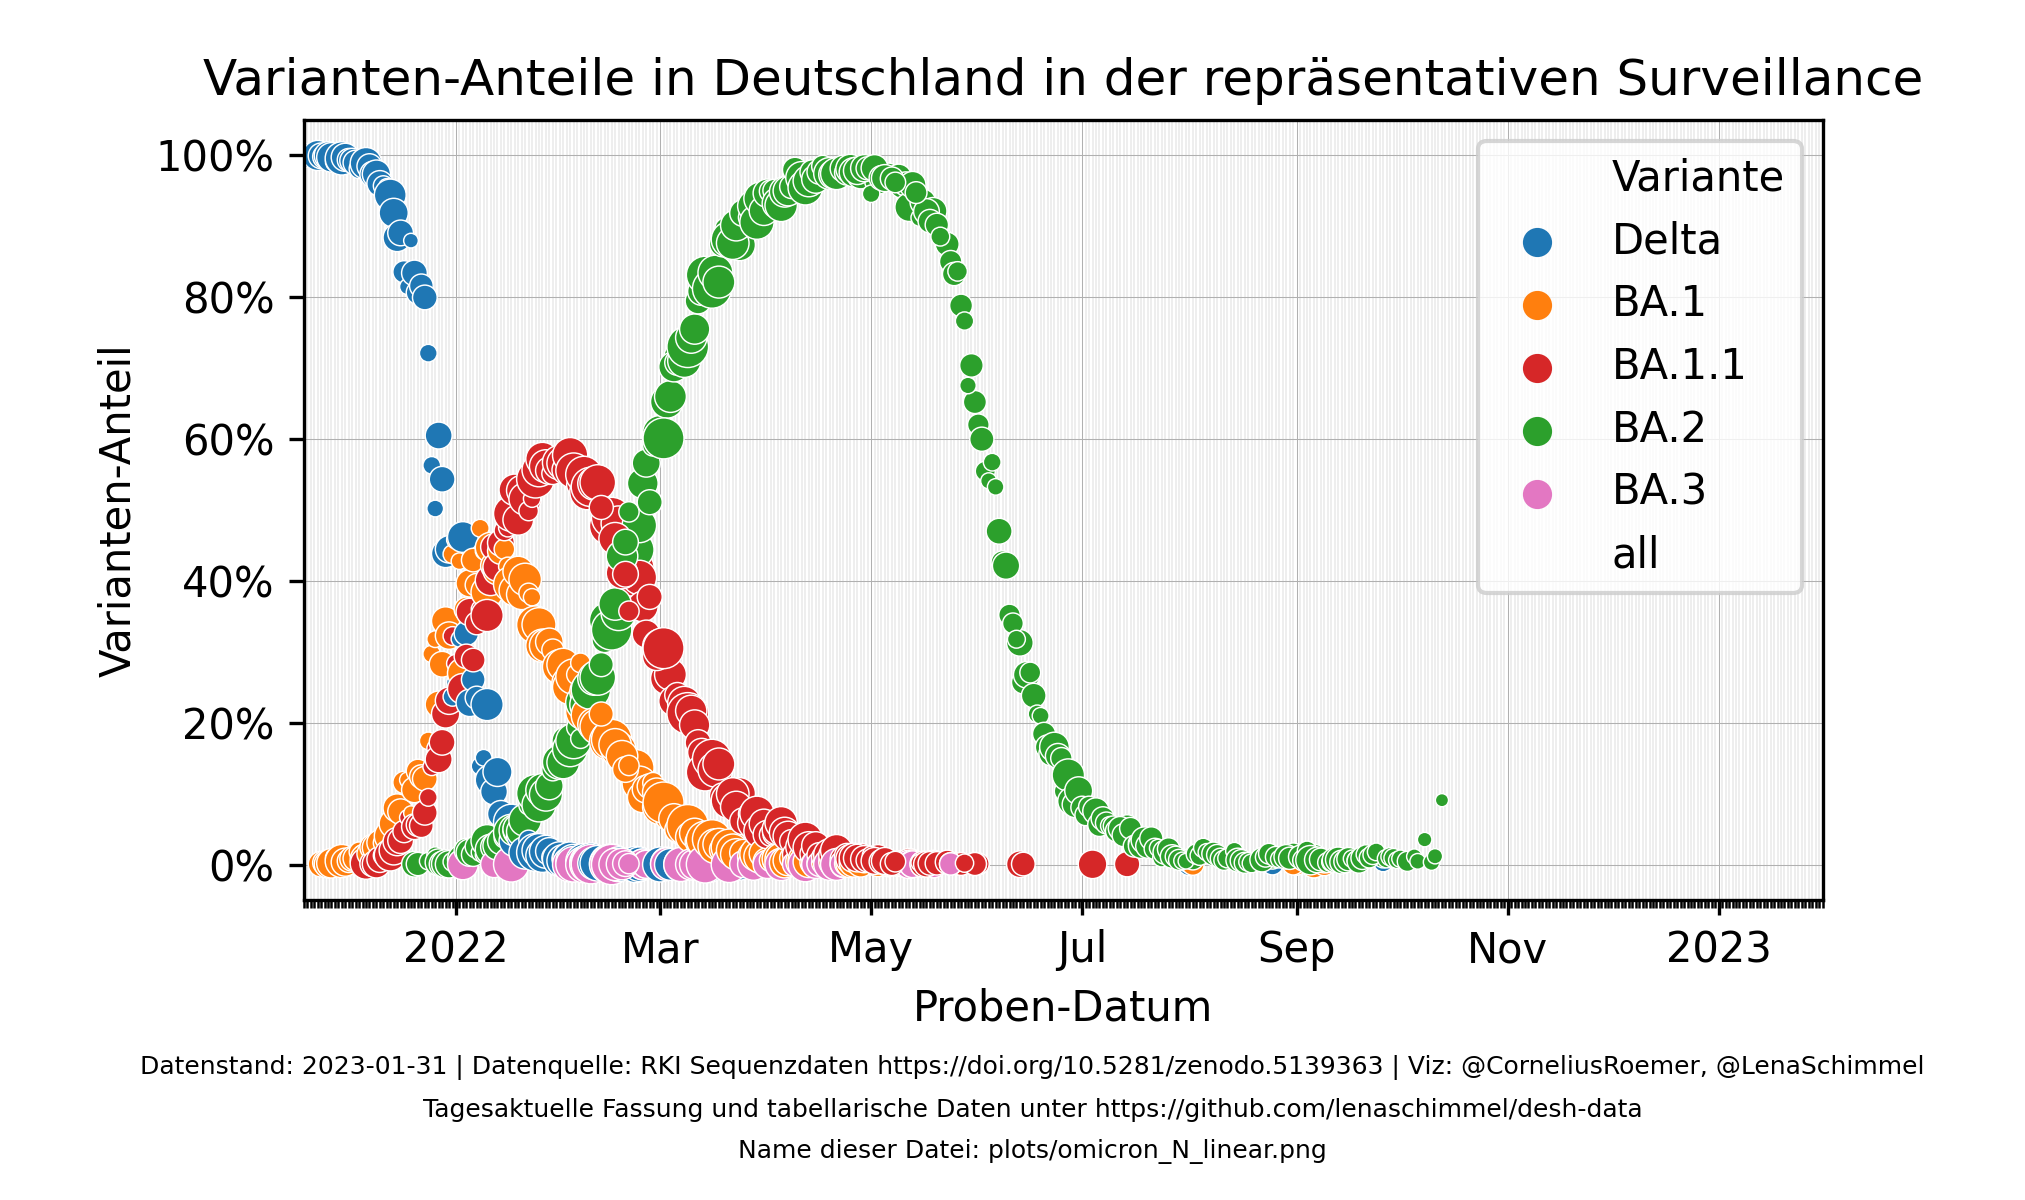 Varianten-Anteile in Deutschland in der repräsentativen Surveillance
100%
80%
60%
40%
20%
0%
Varianten-Anteil
Variante
Delta
BA.1
BA.1.1
BA.2
BA.3
all
2022 Mar May Jul Sep Nov 2023
Proben-Datum
Datenstand: 2023-01-31 | Datenquelle: RKI Sequenzdaten https://doi.org/10.5281/zenodo.5139363 | Viz: @CorneliusRoemer, @LenaSchimmel
Tagesaktuelle Fassung und tabellarische Daten unter https://github.com/lenaschimmel/desh-data
Name dieser Datei: plots/omicron_N_linear.png